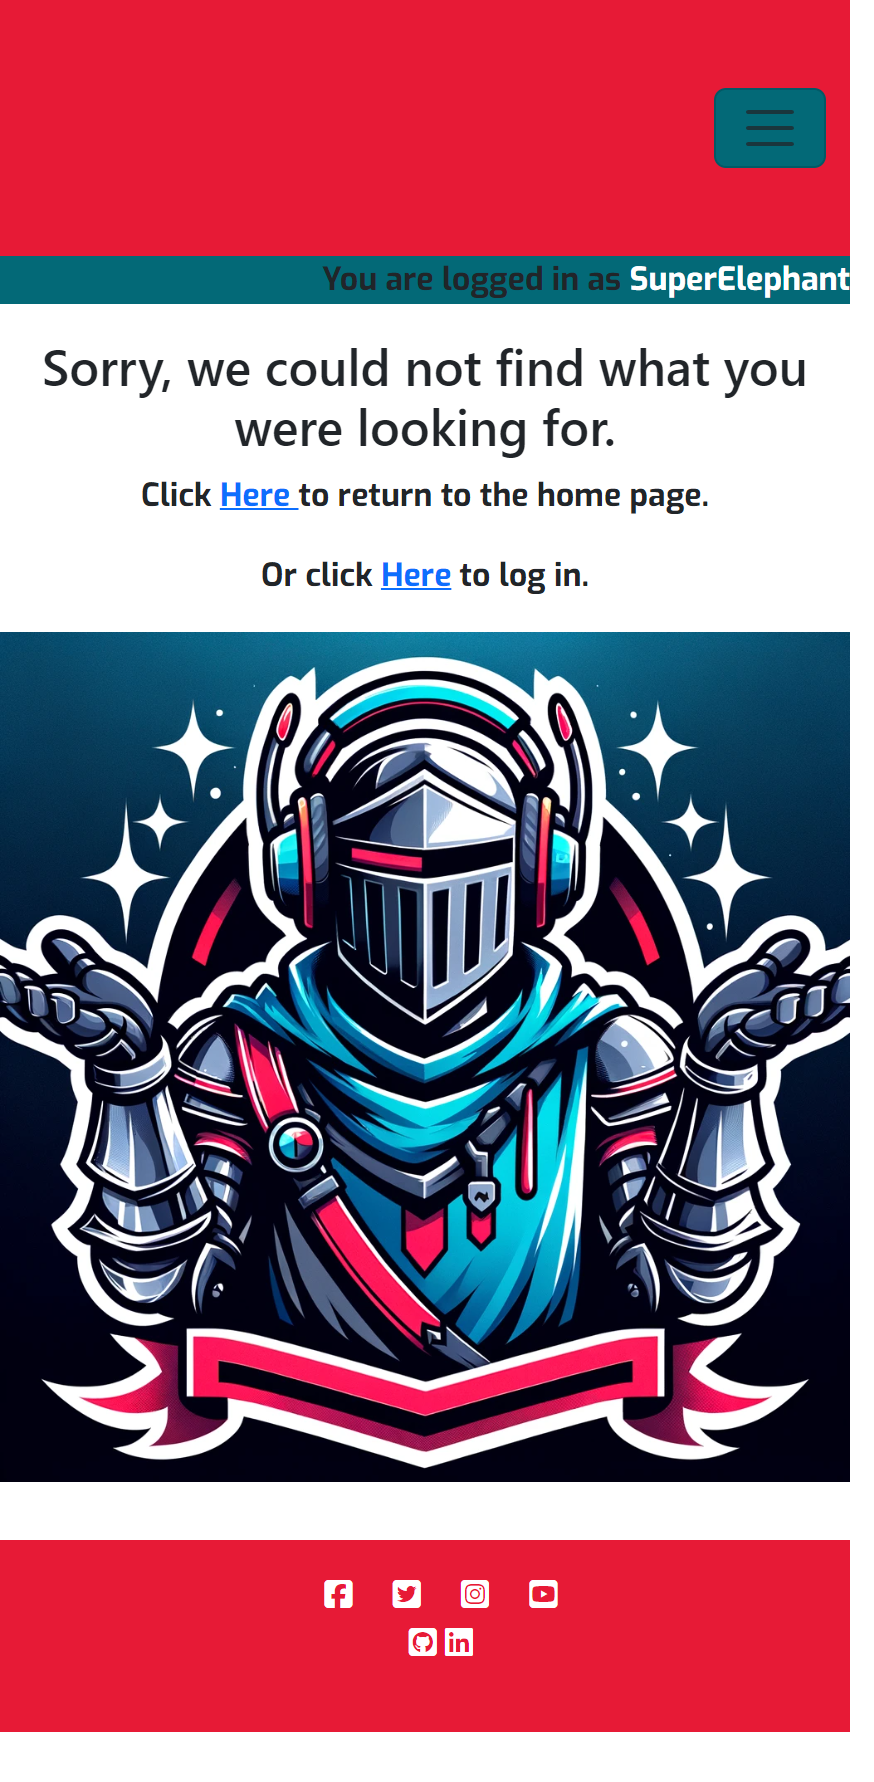 You are logged in as SuperElephant
Sorry, we could not find what you
were looking for.
Click Here to return to the home page.
Or click Here to log in.